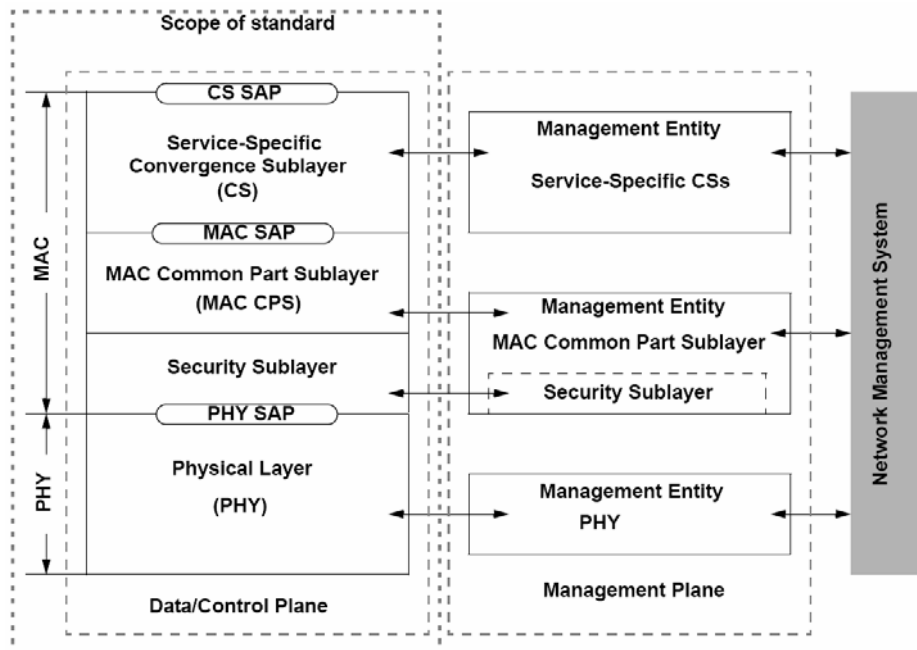 Scope of standard
CS SAP
Service-Specific
Convergence Sublayer
(CS)
MAC SAP
MAC Common Part Sublayer
(MAC CPS)
Security Sublayer
PHY SAP
Physical Layer
(PHY)
Data/Control Plane
MAC
PHY
Management Entity
Service-Specific CSs
Management Entity
MAC Common Part Sublayer
Security Sublayer
Management Entity
PHY
Management Plane
Network Management System